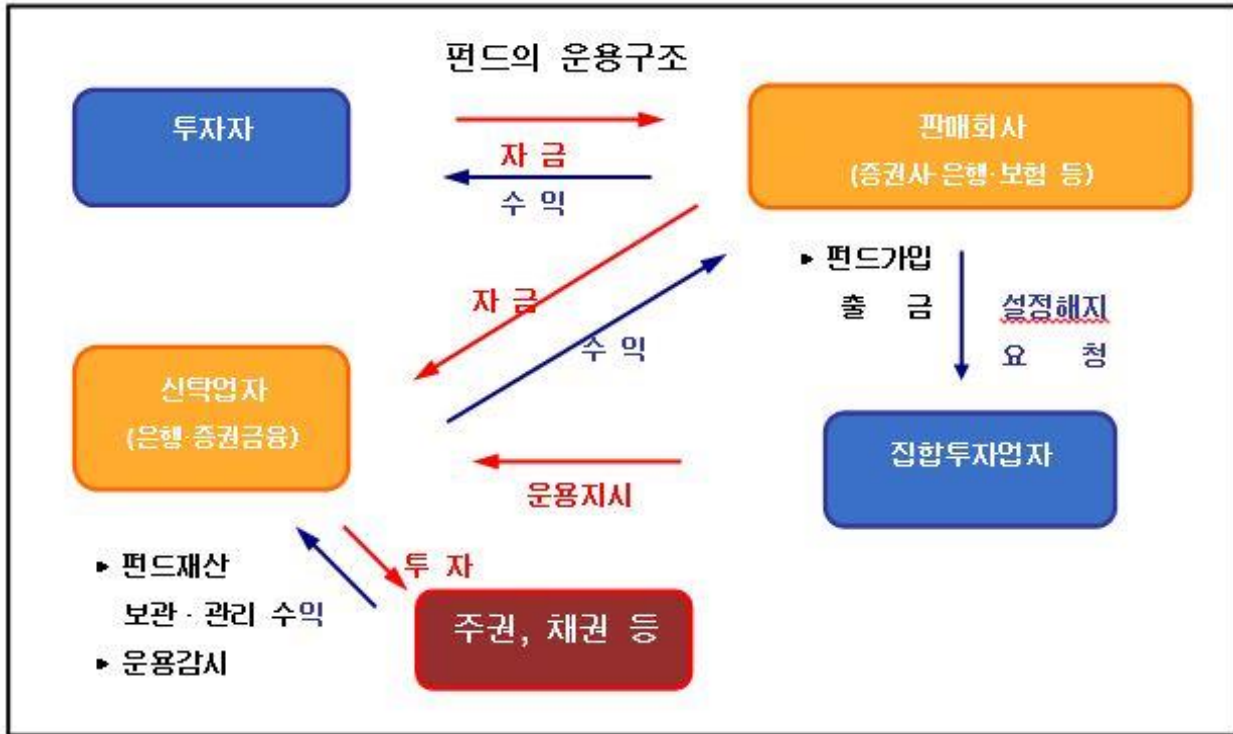 펀드의 운용구조
투자자
자 금
수 익
판매회사
(증권사·은행·보험 등)
자 금
수 익
▸ 펀드가입
출 금
설정해지
요 청
신탁업자
(은행·증권금융)
운용지시
집합투자업자
▸ 펀드재산
보관·관리 수익
▸ 운용감시
투 자
주권, 채권 등